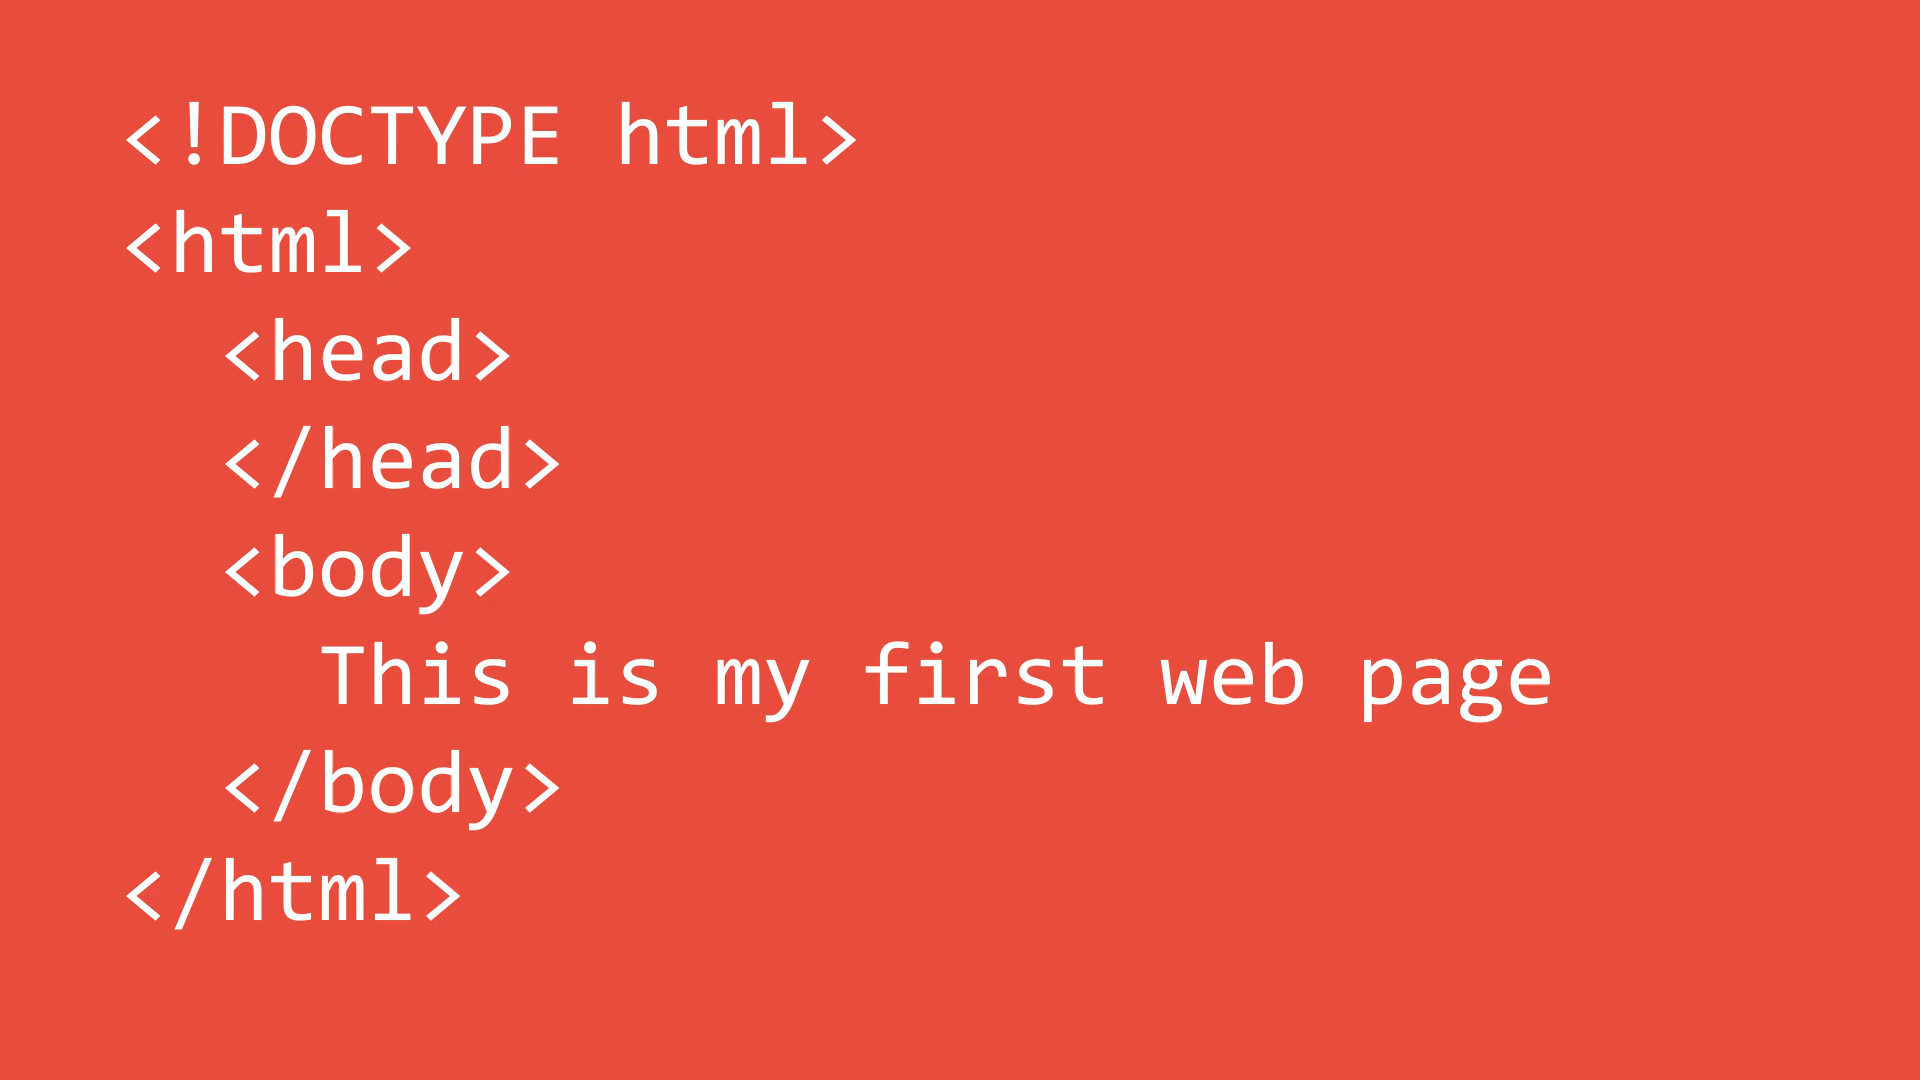 <!DOCTYPE html>
<html>
  <head>
  </head>
  <body>
    This is my first web page
  </body>
</html>